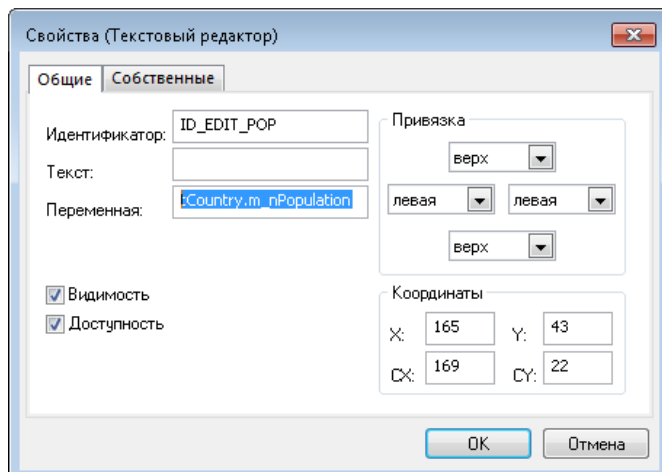 Свойства (Текстовый редактор)
Общие
Собственные
Идентификатор:
ID_EDIT_POP
Текст:
Переменная:
tCountry.m_nPopulation
Видимость
Доступность
Привязка
верх
левая
левая
верх
Координаты
X:
165
Y:
43
CX:
169
CY:
22
OK
Отмена